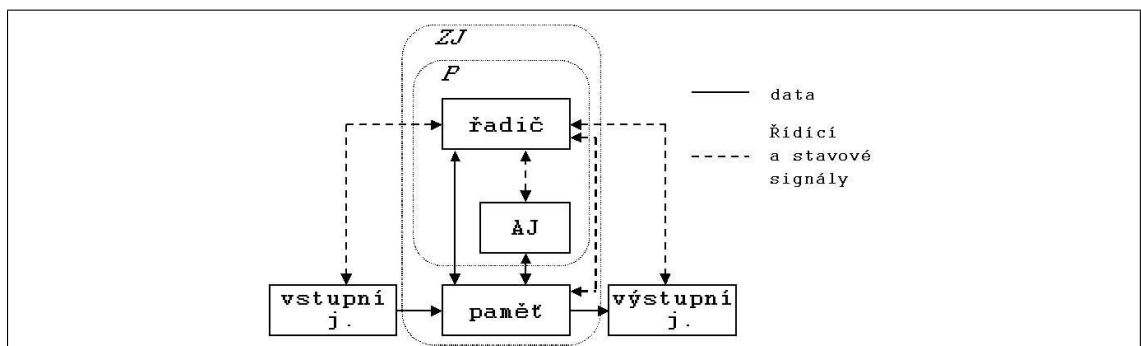 ZJ
P
řadič
data
Řídící
a stavové
signály
AJ
vstupní
j.
paměť
výstupní
j.